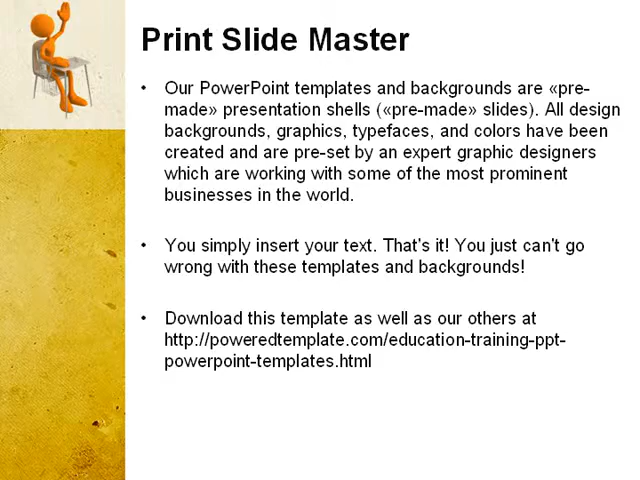 Print Slide Master
• Our PowerPoint templates and backgrounds are «pre-
made» presentation shells («pre-made» slides). All design
backgrounds, graphics, typefaces, and colors have been
created and are pre-set by an expert graphic designers
which are working with some of the most prominent
businesses in the world.
• You simply insert your text. That's it! You just can't go
wrong with these templates and backgrounds!
• Download this template as well as our others at
http://poweredtemplate.com/education-training-ppt-
powerpoint-templates.html